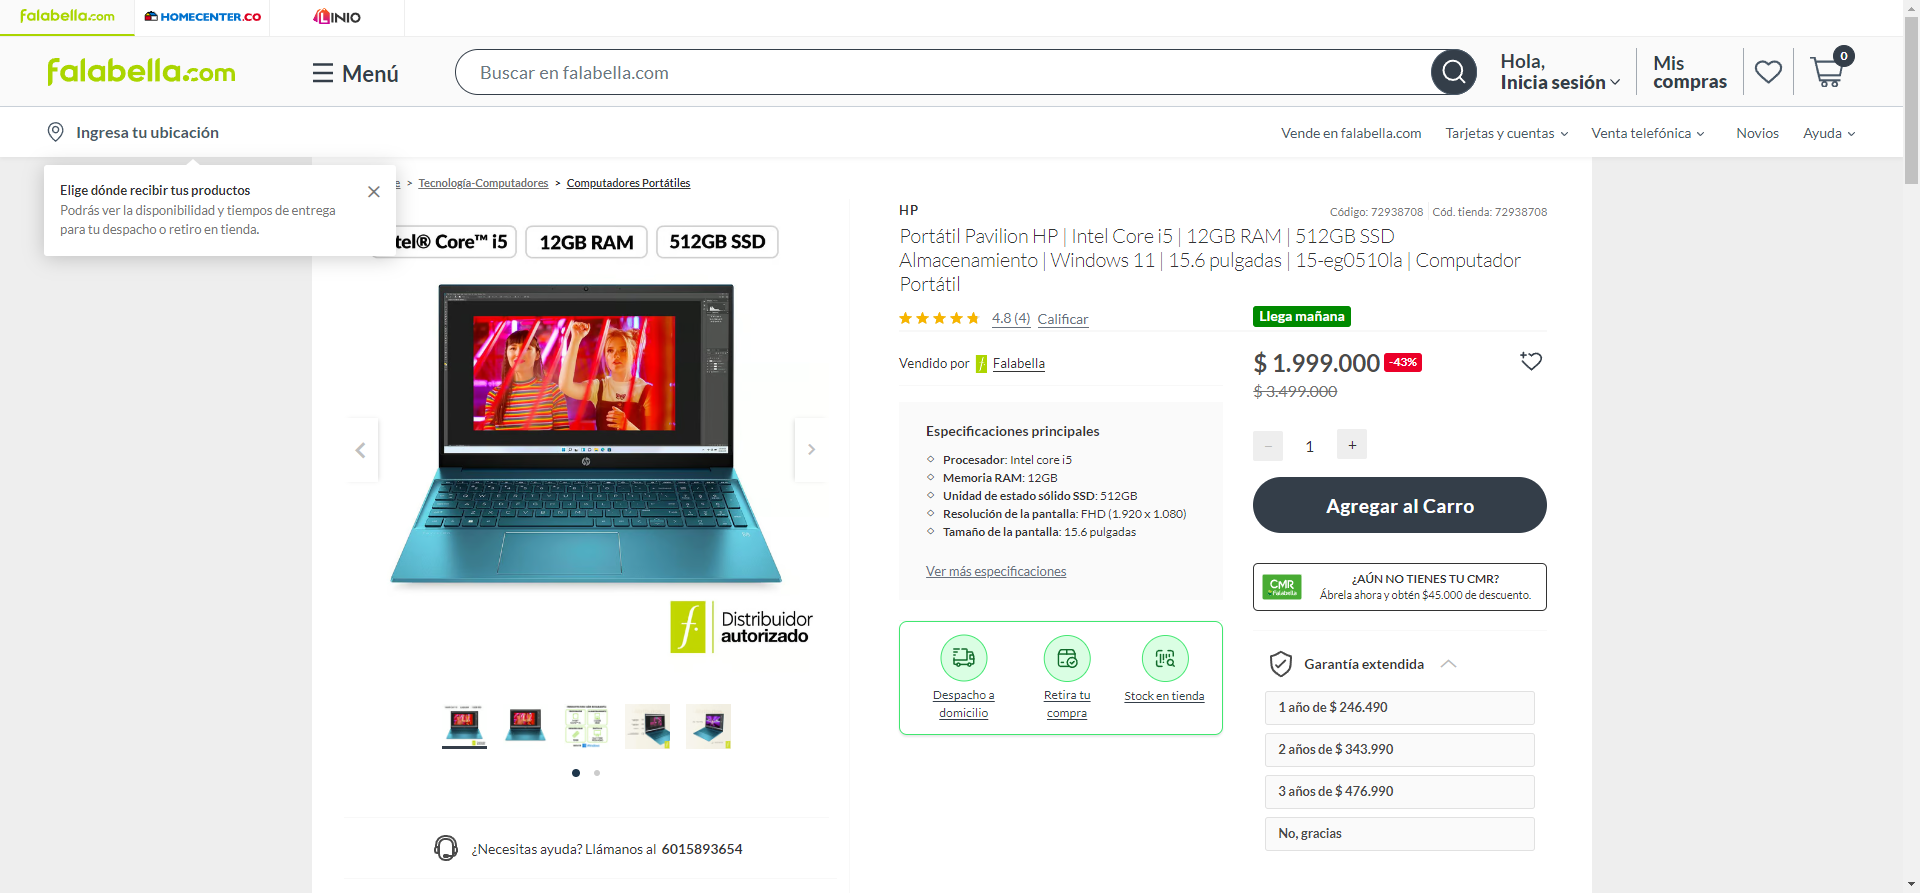 falabella.com
HOMECENTER.CO
LINIO
falabella.com
Menú
Buscar en falabella.com
Hola,
Inicia sesión
Mis
compras
0
Ingresa tu ubicación
Vende en falabella.com
Tarjetas y cuentas
Venta telefónica
Novios
Ayuda
Elige dónde recibir tus productos
Podrás ver la disponibilidad y tiempos de entrega
para tu despacho o retiro en tienda.
> Tecnología-Computadores > Computadores Portátiles
tel® Core™ i5
12GB RAM
512GB SSD
hp
Distribuidor
autorizado
¿Necesitas ayuda? Llámanos al 6015893654
HP
Código: 72938708
Cód. tienda: 72938708
Portátil Pavilion HP | Intel Core i5 | 12GB RAM | 512GB SSD
Almacenamiento | Windows 11 | 15.6 pulgadas | 15-eg0510la | Computador
Portátil
4.8 (4)
Calificar
Vendido por
Falabella
Especificaciones principales
Procesador: Intel core i5
Memoria RAM: 12GB
Unidad de estado sólido SSD: 512GB
Resolución de la pantalla: FHD (1.920 x 1.080)
Tamaño de la pantalla: 15.6 pulgadas
Ver más especificaciones
Despacho a
domicilio
Retira tu
compra
Stock en tienda
Llega mañana
$ 1.999.000
-43%
$ 3.499.000
- 1 +
Agregar al Carro
CMR
Falabella
¿AÚN NO TIENES TU CMR?
Ábrela ahora y obtén $45.000 de descuento.
Garantía extendida
1 año de $ 246.490
2 años de $ 343.990
3 años de $ 476.990
No, gracias